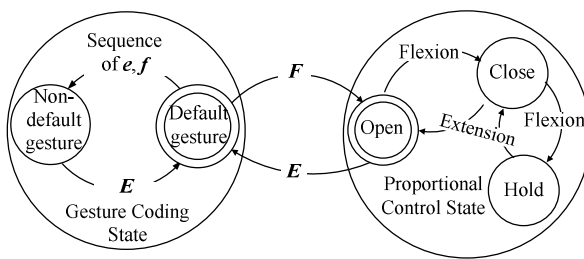 Sequence
of e,f
Non-
default
gesture
Default
gesture
E
Gesture Coding
State
F
E
Flexion
Close
Open
Extension
Flexion
Hold
Proportional
Control State